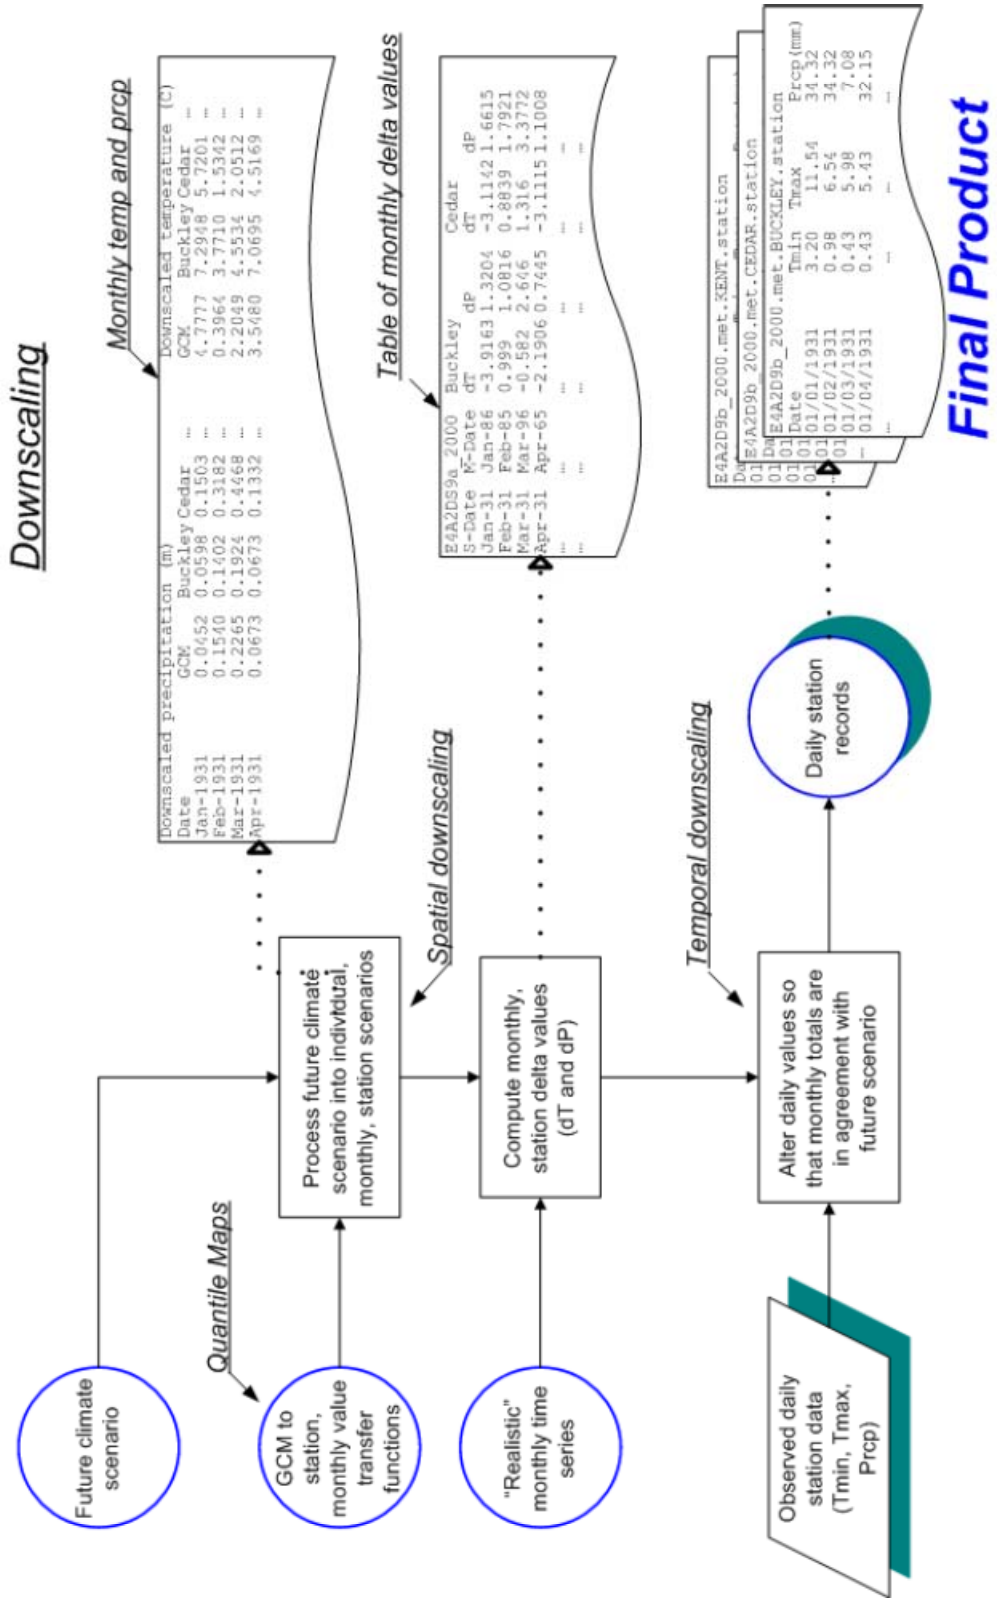 Downscaling
Future climate
scenario
Quantile Maps
GCM to
station,
monthly value
transfer
functions
Process future climate
scenario into individual,
monthly, station scenarios
Spatial downscaling
Monthly temp and prcp
Downscaled precipitation (m) Downscaled temperature (C)
Date GCM Buckley Cedar ... GCM Buckley Cedar ...
Jan-1931 0.0452 0.0598 0.1503 ... 4.7777 7.2948 5.7201 ...
Feb-1931 0.1540 0.1402 0.3182 ... 0.3964 3.7710 1.5342 ...
Mar-1931 0.2265 0.1924 0.4468 ... 2.2049 4.5534 2.0512 ...
Apr-1931 0.0673 0.0673 0.1332 ... 3.5480 7.0695 4.5169 ...
"Realistic"
monthly time
series
Compute monthly,
station delta values
(dT and dP)
Table of monthly delta values
E4A2DS9a_2000 Buckley Cedar
S-Date M-Date dT dP dT dP
Jan-31 Jan-86 -3.9163 1.3204 -3.1142 1.6615
Feb-31 Feb-85 0.999 1.0816 0.8839 1.7921
Mar-31 Mar-96 -0.582 2.646 1.316 3.3772
Apr-31 Apr-65 -2.1906 0.7445 -3.1115 1.1008
... ... ... ... ... ...
Temporal downscaling
Observed daily
station data
(Tmin, Tmax,
Prcp)
Alter daily values so
that monthly totals are
in agreement with
future scenario
Daily station
records
E4A2D9b_2000.met.KENT.station
Da
01 E4A2D9b_2000.met.CEDAR.station
01 Da
01 01 E4A2D9b_2000.met.BUCKLEY.station
01 01 Date Tmin Tmax Prcp(mm)
01 01/01/1931 3.20 11.54 34.32
01 01/02/1931 0.98 6.54 34.32
01 01/03/1931 0.43 5.98 7.08
01/04/1931 0.43 5.43 32.15
... ... ... ...
Final Product